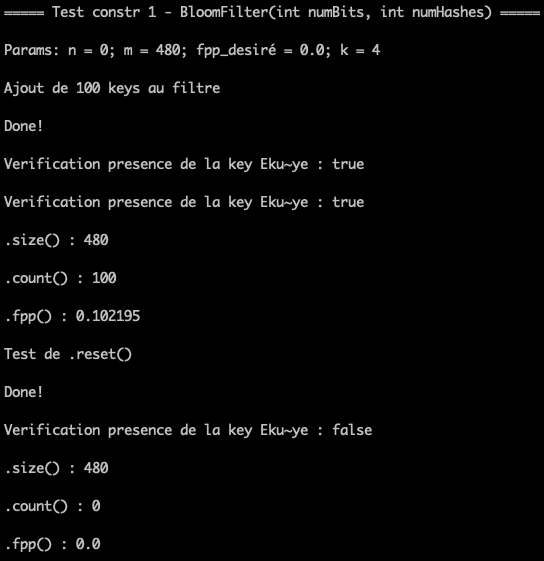 ===== Test constr 1 - BloomFilter(int numBits, int numHashes) =====
Params: n = 0; m = 480; fpp_desiré = 0.0; k = 4
Ajout de 100 keys au filtre
Done!
Verification presence de la key Eku~ye : true
Verification presence de la key Eku~ye : true
.size() : 480
.count() : 100
.fpp() : 0.102195
Test de .reset()
Done!
Verification presence de la key Eku~ye : false
.size() : 480
.count() : 0
.fpp() : 0.0